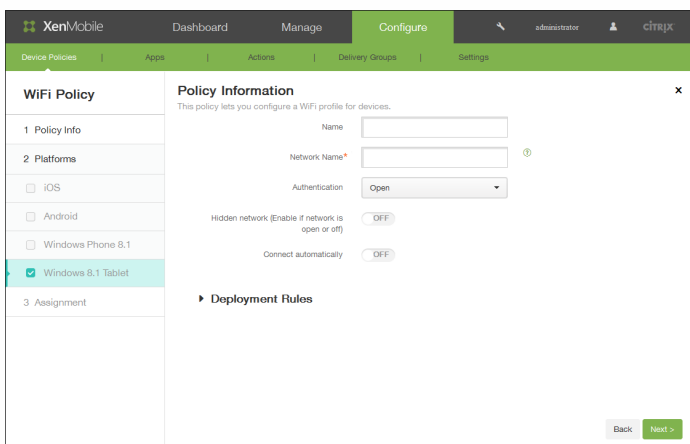 XenMobile Dashboard Manage Configure administrator CITRIX
Device Policies | Apps | Actions | Delivery Groups | Settings
WiFi Policy
1 Policy Info
2 Platforms
iOS
Android
Windows Phone 8.1
Windows 8.1 Tablet
3 Assignment
Policy Information x
This policy lets you configure a WiFi profile for devices.
Name
Network Name* ?
Authentication Open
Hidden network (Enable if network is
open or off) OFF
Connect automatically OFF
Deployment Rules
Back Next >